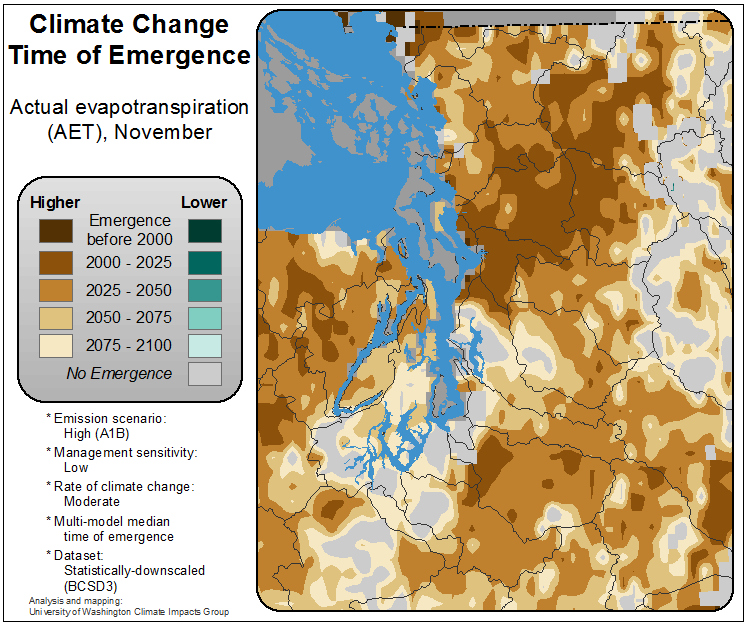 Climate Change
Time of Emergence
Actual evapotranspiration
(AET), November
Higher
Lower
Emergence
before 2000
2000 - 2025
2025 - 2050
2050 - 2075
2075 - 2100
No Emergence
* Emission scenario:
High (A1B)
* Management sensitivity:
Low
* Rate of climate change:
Moderate
* Multi-model median
time of emergence
* Dataset:
Statistically-downscaled
(BCSD3)
Analysis and mapping:
University of Washington Climate Impacts Group